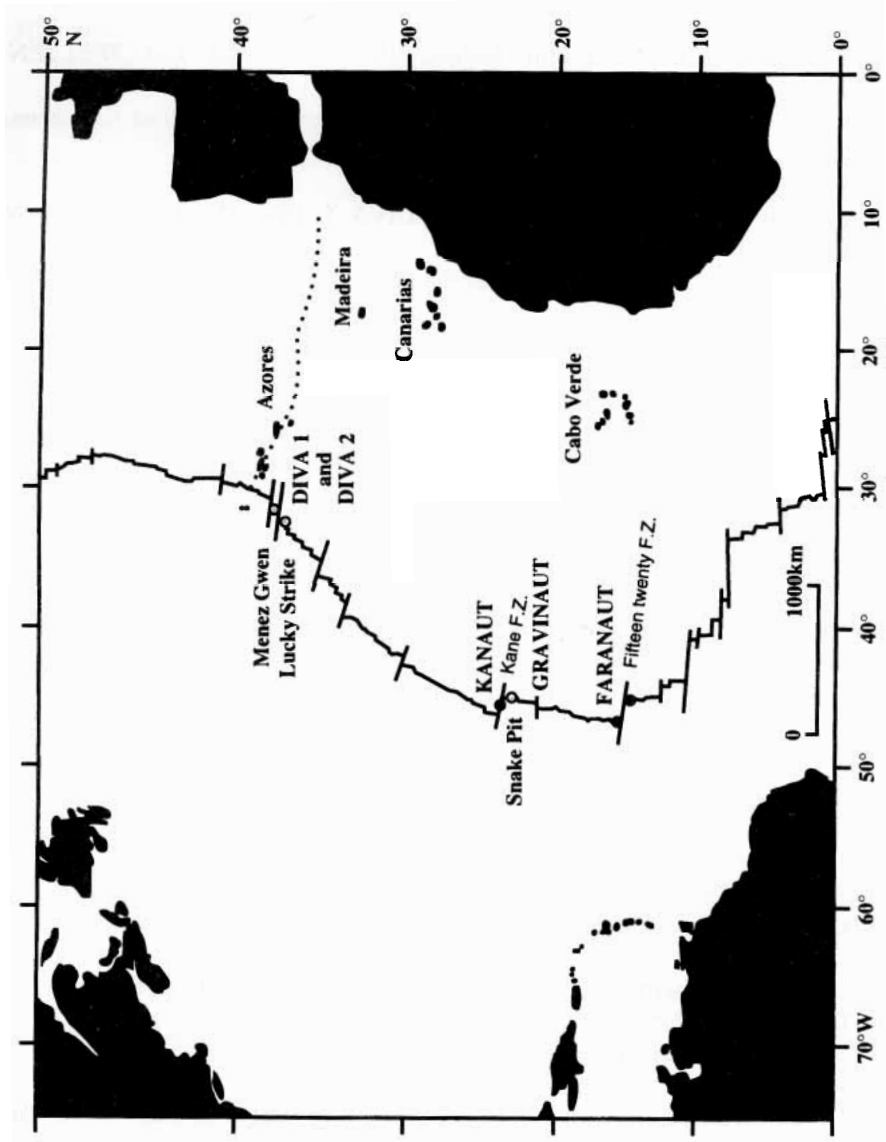 50°
N
40°
Menez Gwen
Lucky Strike
Azores
DIVA 1
and
DIVA 2
Madeira
Canarias
30°
KANAUT
Kane F.Z.
Snake Pit
GRAVINAUT
20°
Cabo Verde
FARANAUT
Fifteen twenty F.Z.
10°
0 1000km
0°
70°W 60° 50° 40° 30° 20° 10° 0°